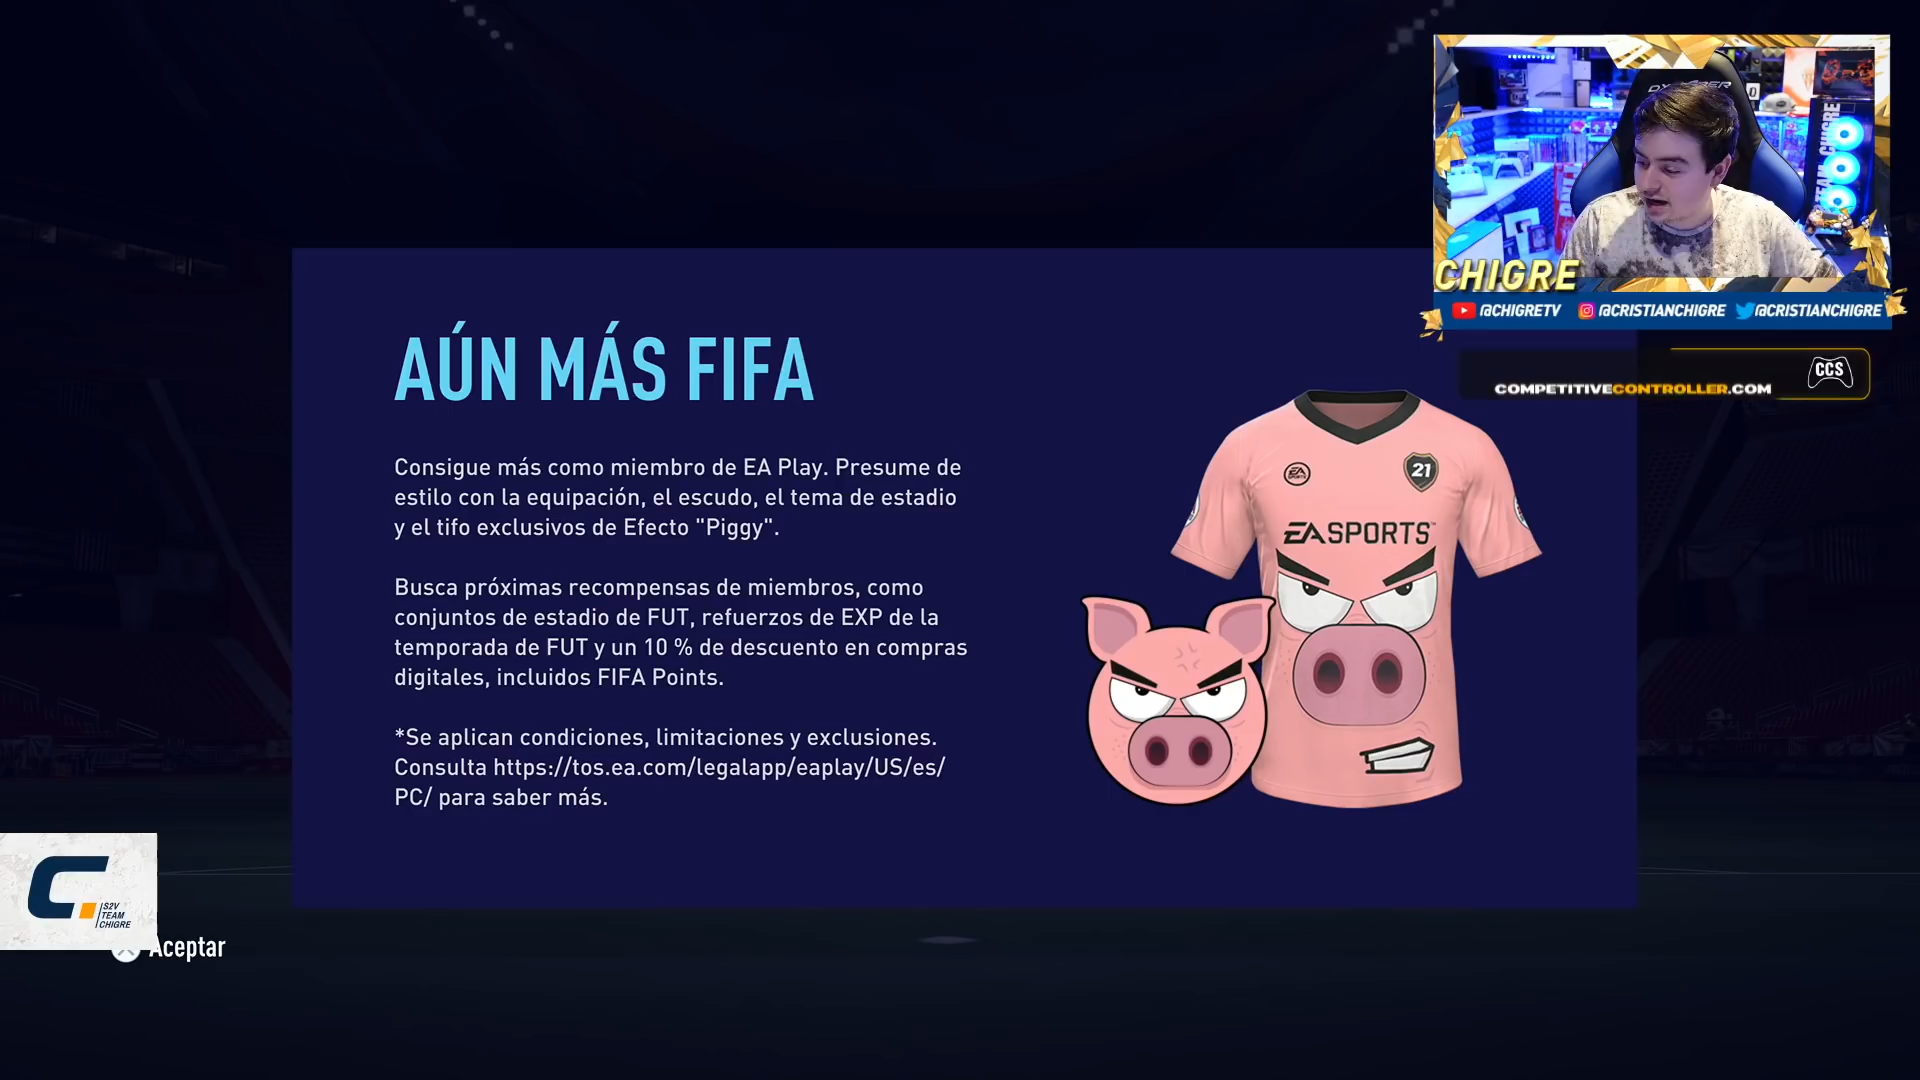 DXRACER
TEAM CHIGRE
CHIGRE
@CHIGRETV @CRISTIANCHIGRE @CRISTIANCHIGRE
CCS
COMPETITIVECONTROLLER.COM
AÚN MÁS FIFA
Consigue más como miembro de EA Play. Presume de
estilo con la equipación, el escudo, el tema de estadio
y el tifo exclusivos de Efecto "Piggy".
Busca próximas recompensas de miembros, como
conjuntos de estadio de FUT, refuerzos de EXP de la
temporada de FUT y un 10 % de descuento en compras
digitales, incluidos FIFA Points.
*Se aplican condiciones, limitaciones y exclusiones.
Consulta https://tos.ea.com/legalapp/eaplay/US/es/
PC/ para saber más.
21
EA SPORTS™
C.
S2V
TEAM
CHIGRE
Aceptar